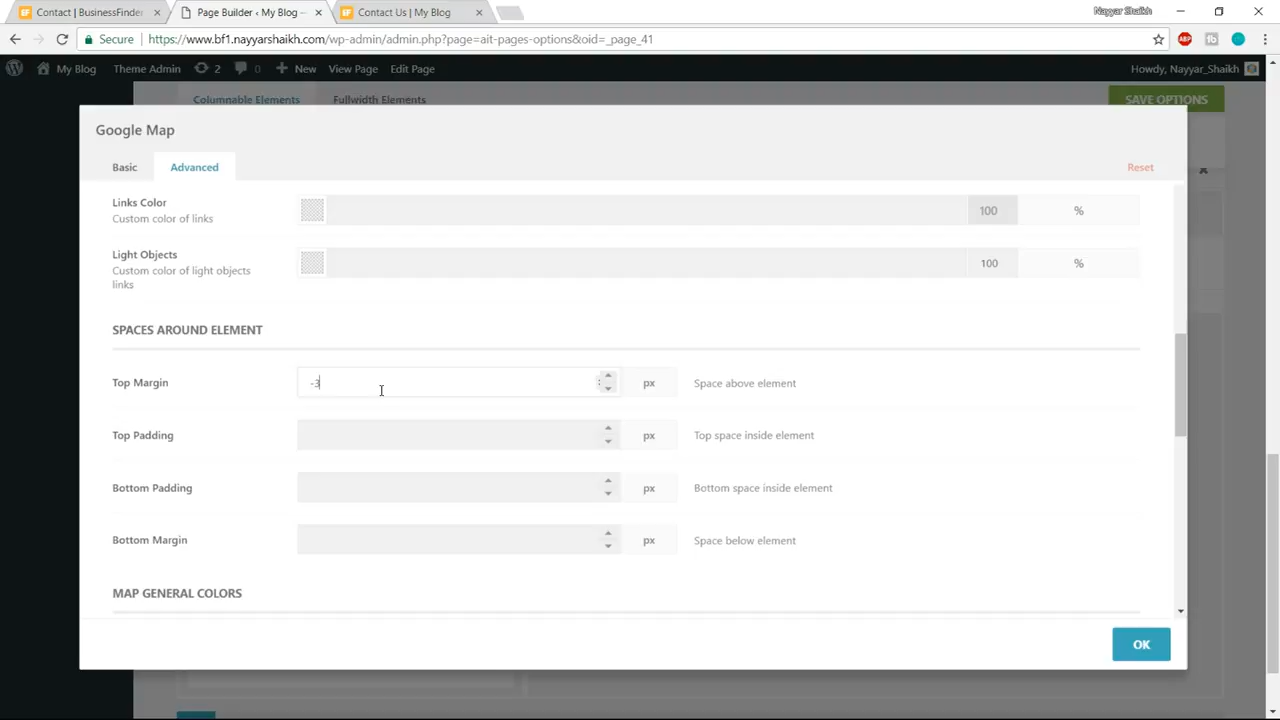 Contact | BusinessFinder
Page Builder ‹ My Blog —
Contact Us | My Blog
Nayyar Shaikh
Secure
https://www.bf1.nayyarshaikh.com/wp-admin/admin.php?page=ait-pages-options&oid=_page_41
My Blog Theme Admin 2 0 New View Page Edit Page Howdy, Nayyar_Shaikh
Columnable Elements Fullwidth Elements SAVE OPTIONS
Google Map
Basic Advanced Reset
Links Color
Custom color of links
100 %
Light Objects
Custom color of light objects
links
100 %
SPACES AROUND ELEMENT
Top Margin -3 px Space above element
Top Padding px Top space inside element
Bottom Padding px Bottom space inside element
Bottom Margin px Space below element
MAP GENERAL COLORS
OK